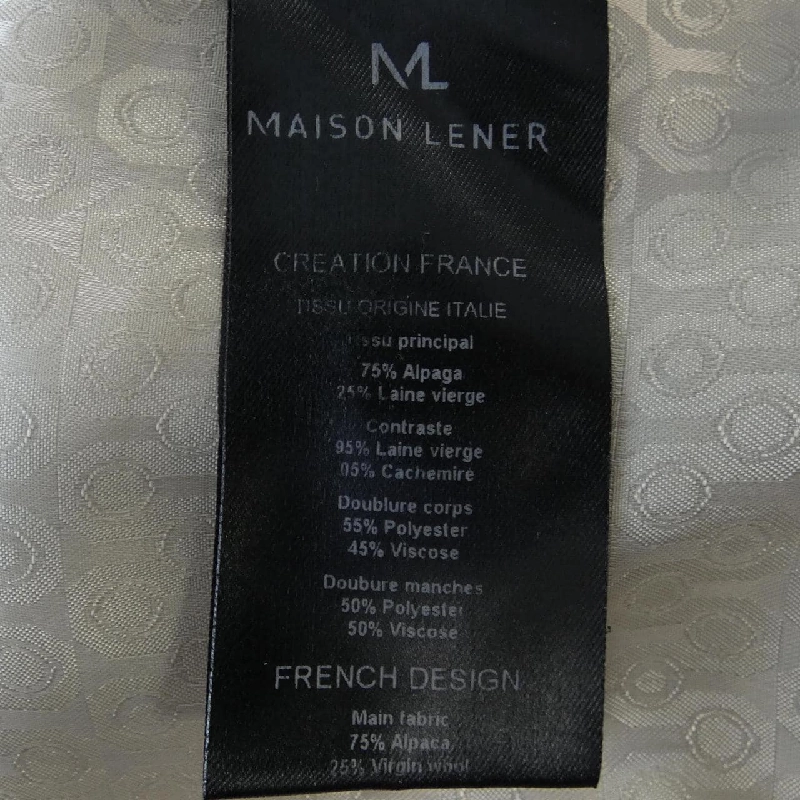 ML
MAISON LENER
CREATION FRANCE
TISSU ORIGINE ITALIE
Tissu principal
75% Alpaga
25% Laine vierge
Contraste
95% Laine vierge
05% Cachemire
Doublure corps
55% Polyester
45% Viscose
Doubure manches
50% Polyester
50% Viscose
FRENCH DESIGN
Main fabric
75% Alpaca
25% Virgin wool